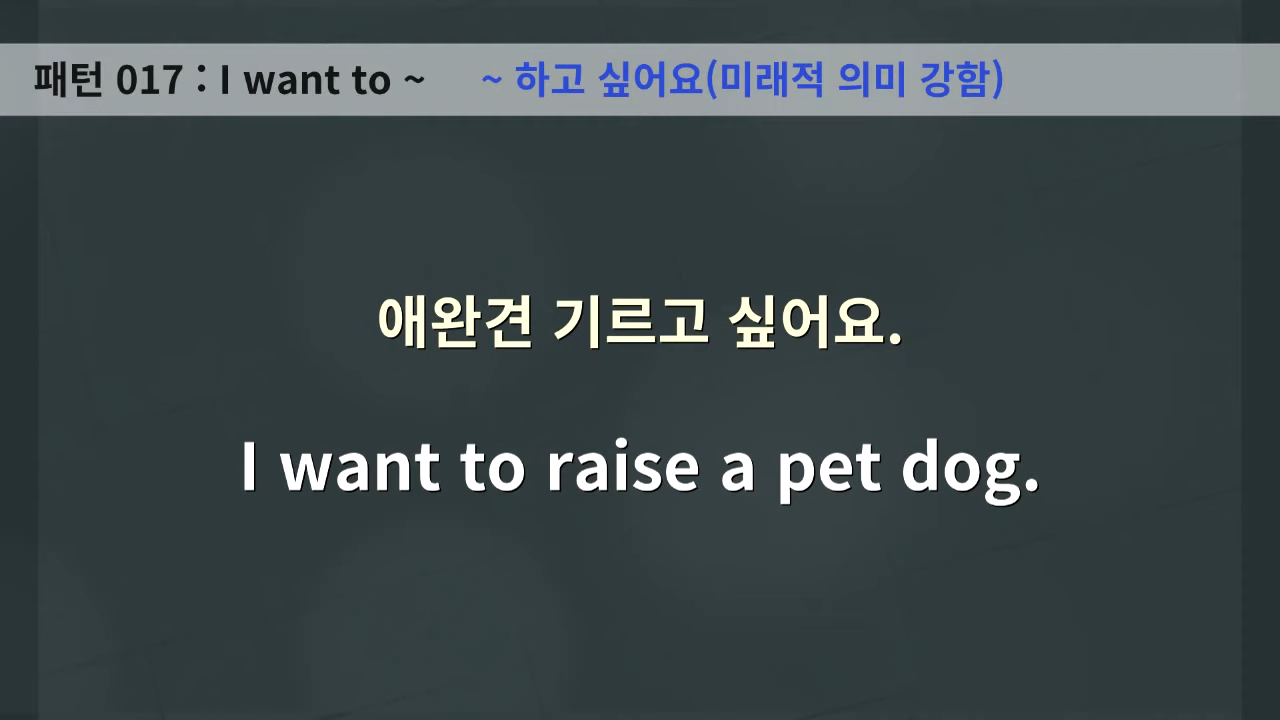 패턴 017 : I want to ~ ~ 하고 싶어요(미래적 의미 강함)
애완견 기르고 싶어요.
I want to raise a pet dog.